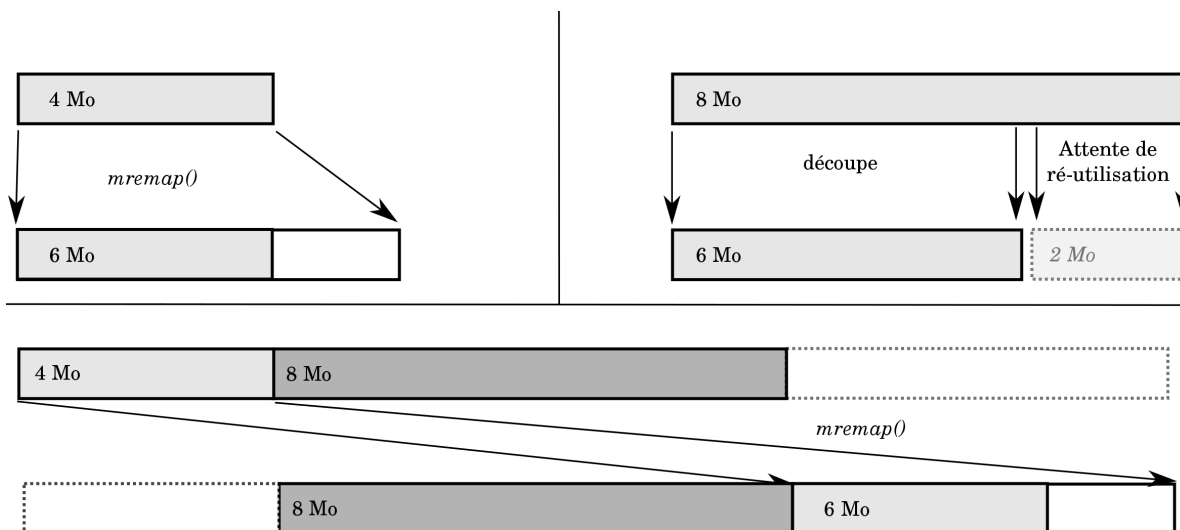 4 Mo
mremap()
6 Mo
8 Mo
découpe
Attente de
ré-utilisation
6 Mo
2 Mo
4 Mo
8 Mo
mremap()
8 Mo
6 Mo